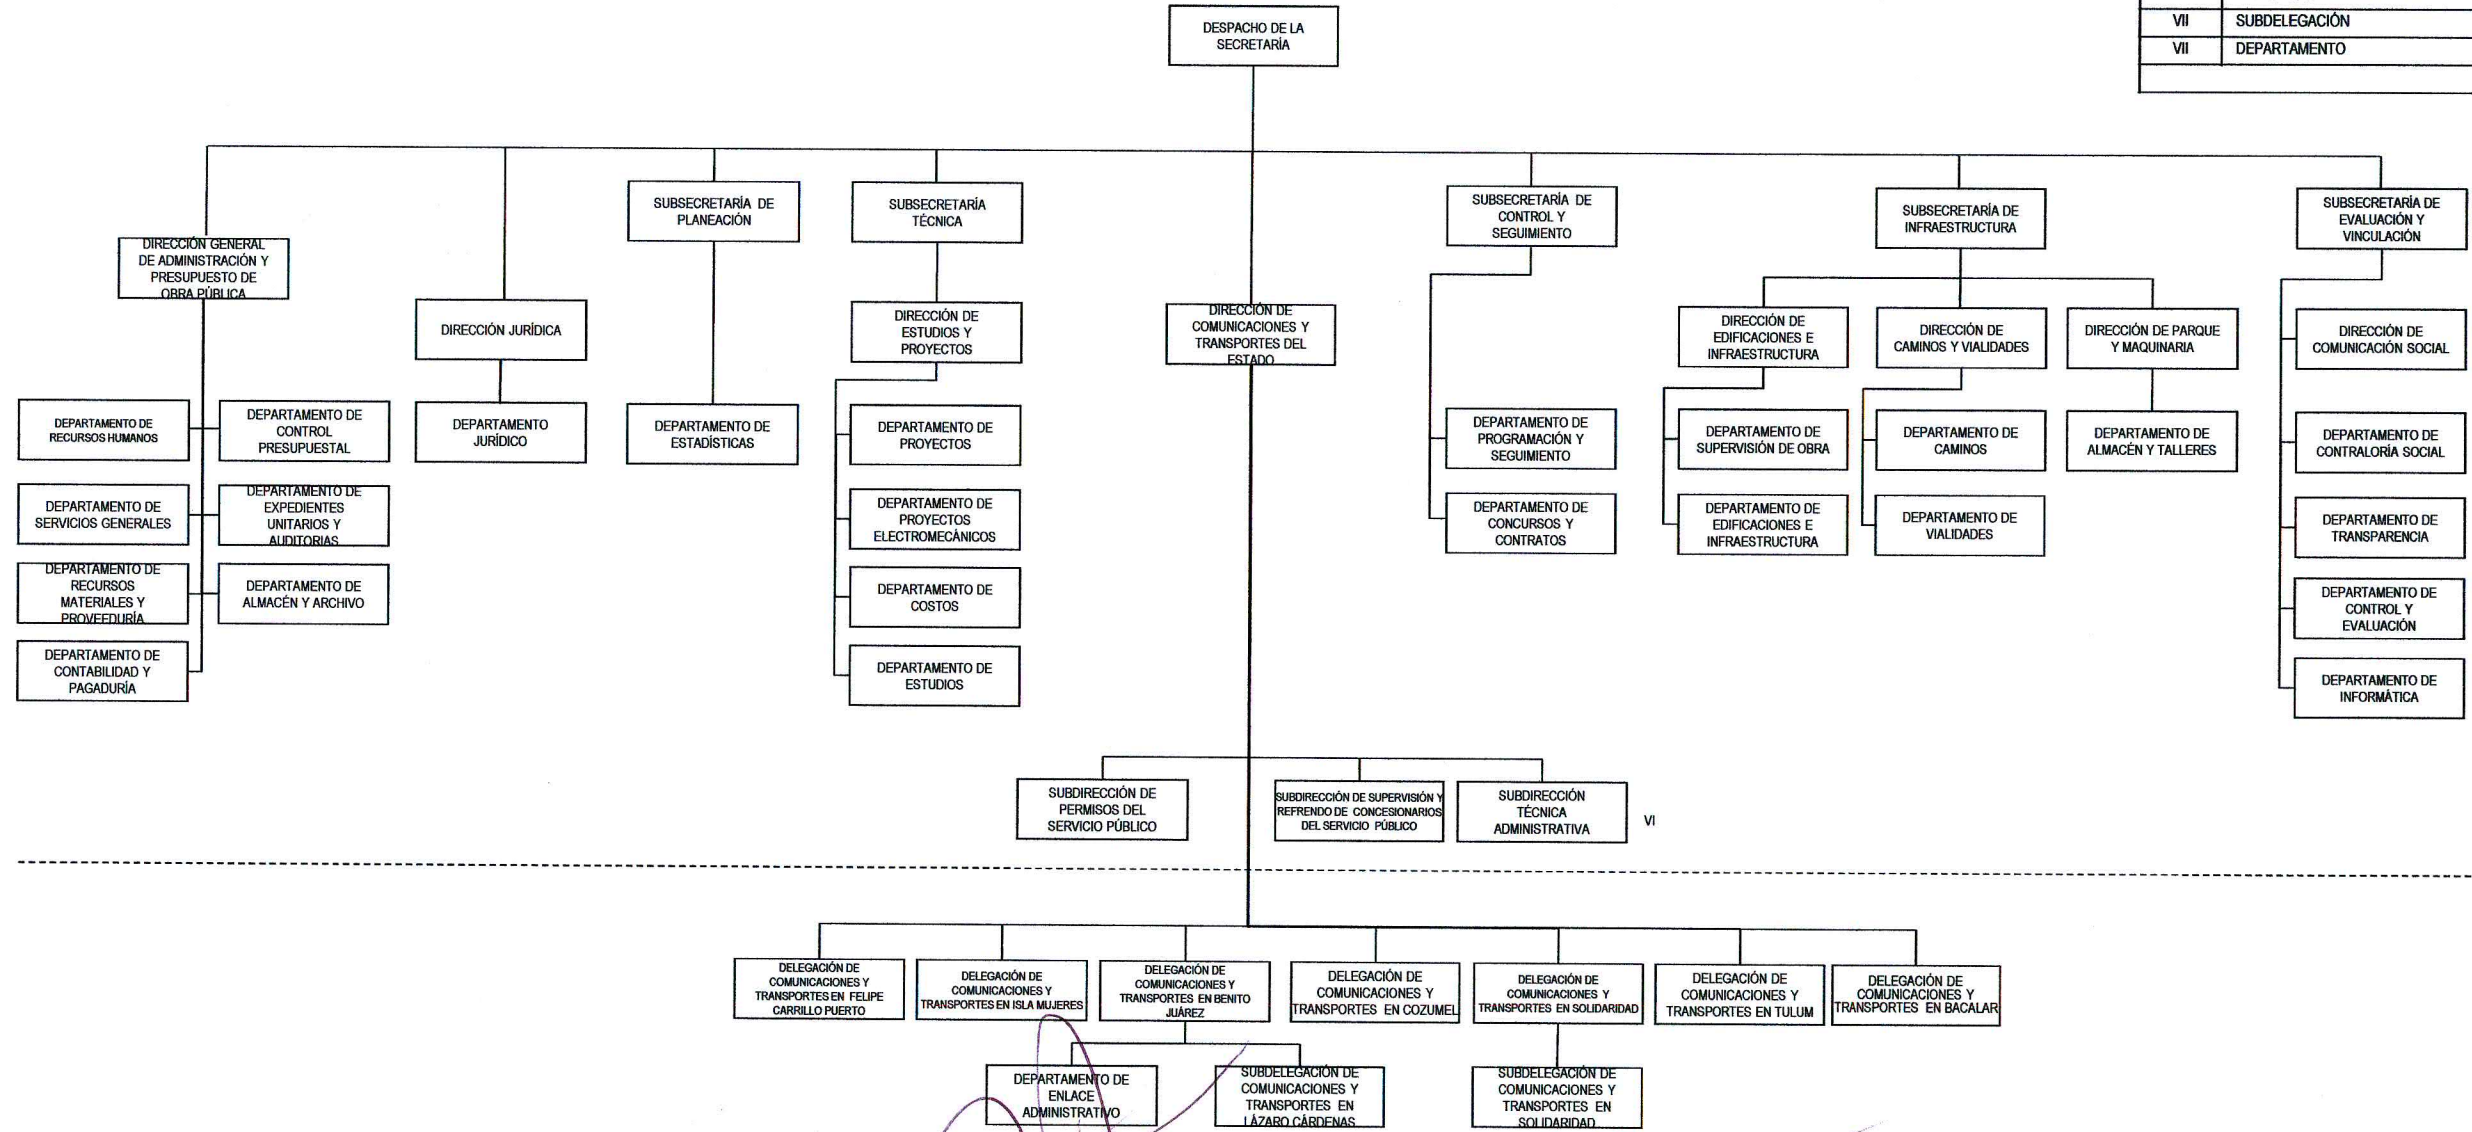 VII SUBDELEGACIÓN
VII DEPARTAMENTO
DESPACHO DE LA
SECRETARÍA
DIRECCIÓN GENERAL
DE ADMINISTRACIÓN Y
PRESUPUESTO DE
OBRA PÚBLICA
DIRECCIÓN JURÍDICA
SUBSECRETARÍA DE
PLANEACIÓN
SUBSECRETARÍA
TÉCNICA
DIRECCIÓN DE
ESTUDIOS Y
PROYECTOS
DIRECCIÓN DE
COMUNICACIONES Y
TRANSPORTES DEL
ESTADO
SUBSECRETARÍA DE
CONTROL Y
SEGUIMIENTO
SUBSECRETARÍA DE
INFRAESTRUCTURA
SUBSECRETARÍA DE
EVALUACIÓN Y
VINCULACIÓN
DIRECCIÓN DE
EDIFICACIONES E
INFRAESTRUCTURA
DIRECCIÓN DE
CAMINOS Y VIALIDADES
DIRECCIÓN DE PARQUE
Y MAQUINARIA
DIRECCIÓN DE
COMUNICACIÓN SOCIAL
DEPARTAMENTO DE
RECURSOS HUMANOS
DEPARTAMENTO DE
CONTROL
PRESUPUESTAL
DEPARTAMENTO
JURÍDICO
DEPARTAMENTO DE
ESTADÍSTICAS
DEPARTAMENTO DE
PROYECTOS
DEPARTAMENTO DE
PROGRAMACIÓN Y
SEGUIMIENTO
DEPARTAMENTO DE
SUPERVISIÓN DE OBRA
DEPARTAMENTO DE
CAMINOS
DEPARTAMENTO DE
ALMACÉN Y TALLERES
DEPARTAMENTO DE
CONTRALORÍA SOCIAL
DEPARTAMENTO DE
SERVICIOS GENERALES
DEPARTAMENTO DE
EXPEDIENTES
UNITARIOS Y
AUDITORIAS
DEPARTAMENTO DE
PROYECTOS
ELECTROMECÁNICOS
DEPARTAMENTO DE
CONCURSOS Y
CONTRATOS
DEPARTAMENTO DE
EDIFICACIONES E
INFRAESTRUCTURA
DEPARTAMENTO DE
VIALIDADES
DEPARTAMENTO DE
TRANSPARENCIA
DEPARTAMENTO DE
RECURSOS
MATERIALES Y
PROVEEDURÍA
DEPARTAMENTO DE
ALMACÉN Y ARCHIVO
DEPARTAMENTO DE
COSTOS
DEPARTAMENTO DE
CONTROL Y
EVALUACIÓN
DEPARTAMENTO DE
CONTABILIDAD Y
PAGADURÍA
DEPARTAMENTO DE
ESTUDIOS
DEPARTAMENTO DE
INFORMÁTICA
SUBDIRECCIÓN DE
PERMISOS DEL
SERVICIO PÚBLICO
SUBDIRECCIÓN DE SUPERVISIÓN Y
REFRENDO DE CONCESIONARIOS
DEL SERVICIO PÚBLICO
SUBDIRECCIÓN
TÉCNICA
ADMINISTRATIVA
VI
DELEGACIÓN DE
COMUNICACIONES Y
TRANSPORTES EN FELIPE
CARRILLO PUERTO
DELEGACIÓN DE
COMUNICACIONES Y
TRANSPORTES EN ISLA MUJERES
DELEGACIÓN DE
COMUNICACIONES Y
TRANSPORTES EN BENITO
JUÁREZ
DELEGACIÓN DE
COMUNICACIONES Y
TRANSPORTES EN COZUMEL
DELEGACIÓN DE
COMUNICACIONES Y
TRANSPORTES EN SOLIDARIDAD
DELEGACIÓN DE
COMUNICACIONES Y
TRANSPORTES EN TULUM
DELEGACIÓN DE
COMUNICACIONES Y
TRANSPORTES EN BACALAR
DEPARTAMENTO DE
ENLACE
ADMINISTRATIVO
SUBDELEGACIÓN DE
COMUNICACIONES Y
TRANSPORTES EN
LÁZARO CÁRDENAS
SUBDELEGACIÓN DE
COMUNICACIONES Y
TRANSPORTES EN
SOLIDARIDAD